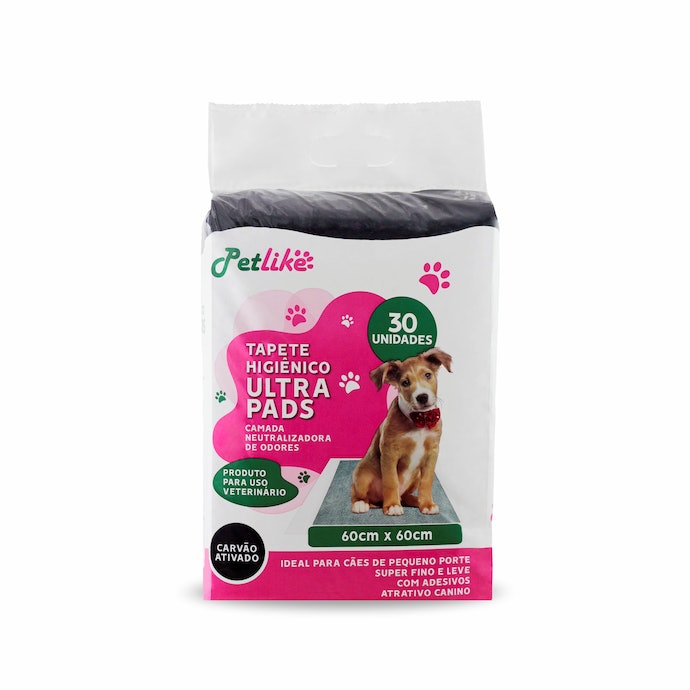 Petlike
30
UNIDADES
TAPETE
HIGIÊNICO
ULTRA
PADS
CAMADA
NEUTRALIZADORA
DE ODORES
PRODUTO
PARA USO
VETERINÁRIO
60cm x 60cm
CARVÃO
ATIVADO
IDEAL PARA CÃES DE PEQUENO PORTE
SUPER FINO E LEVE
COM ADESIVOS
ATRATIVO CANINO